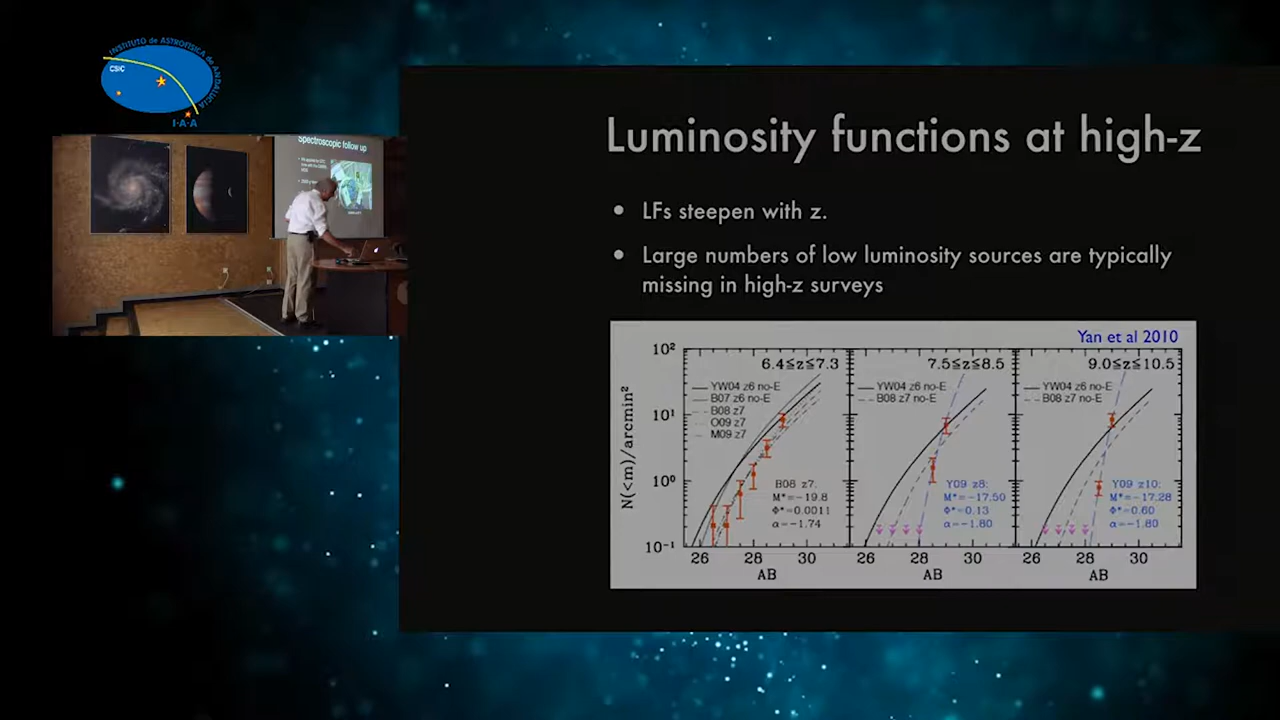 INSTITUTO de ASTROFÍSICA de ANDALUCÍA
CSIC
I·A·A
Spectroscopic follow up
Luminosity functions at high-z
• LFs steepen with z.
• Large numbers of low luminosity sources are typically
missing in high-z surveys
Yan et al 2010
N(<m)/arcmin²
10²
10¹
10⁰
10⁻¹
6.4≤z≤7.3
YW04 z6 no-E
B07 z6 no-E
B08 z7
O09 z7
M09 z7
B08 z7:
M*=-19.8
Φ*=0.0011
α=-1.74
26 28 30
AB
7.5≤z≤8.5
YW04 z6 no-E
B08 z7 no-E
Y09 z8:
M*=-17.50
Φ*=0.13
α=-1.80
26 28 30
AB
9.0≤z≤10.5
YW04 z6 no-E
B08 z7 no-E
Y09 z10:
M*=-17.28
Φ*=0.60
α=-1.80
26 28 30
AB